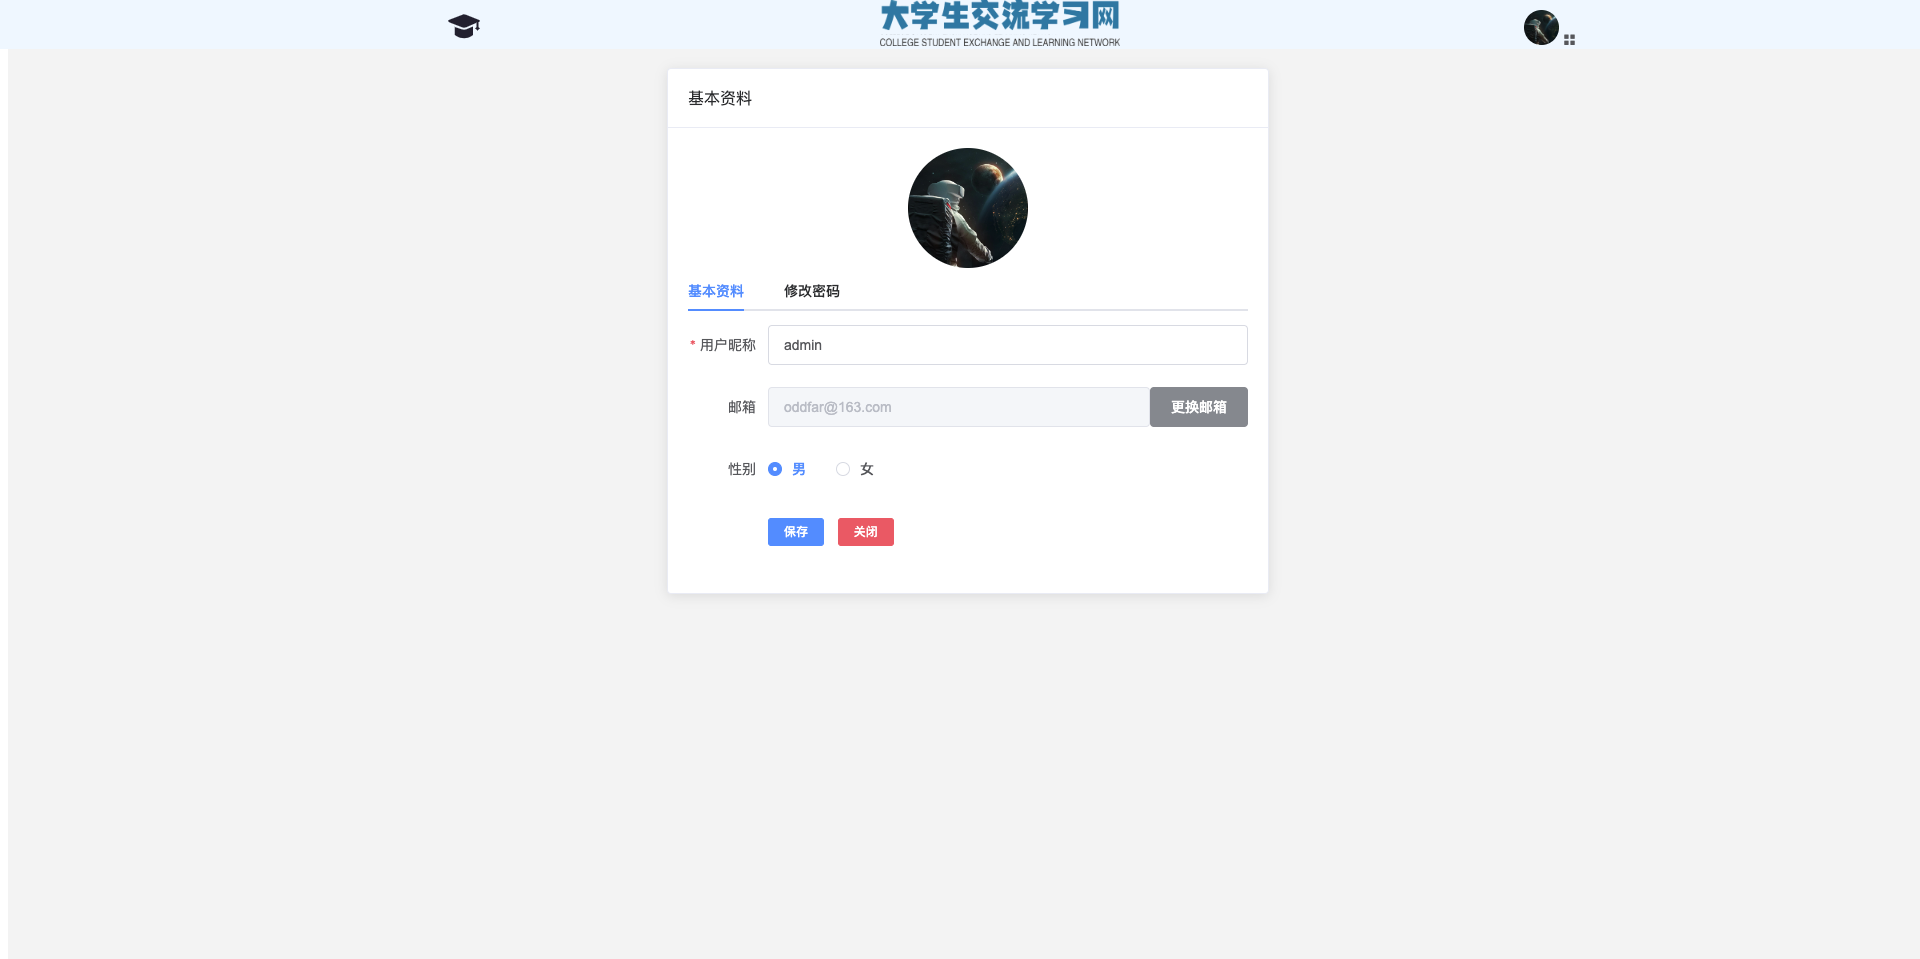 大学生交流学习网
COLLEGE STUDENT EXCHANGE AND LEARNING NETWORK
基本资料
基本资料 修改密码
* 用户昵称 admin
邮箱 oddfar@163.com 更换邮箱
性别 男 女
保存 关闭